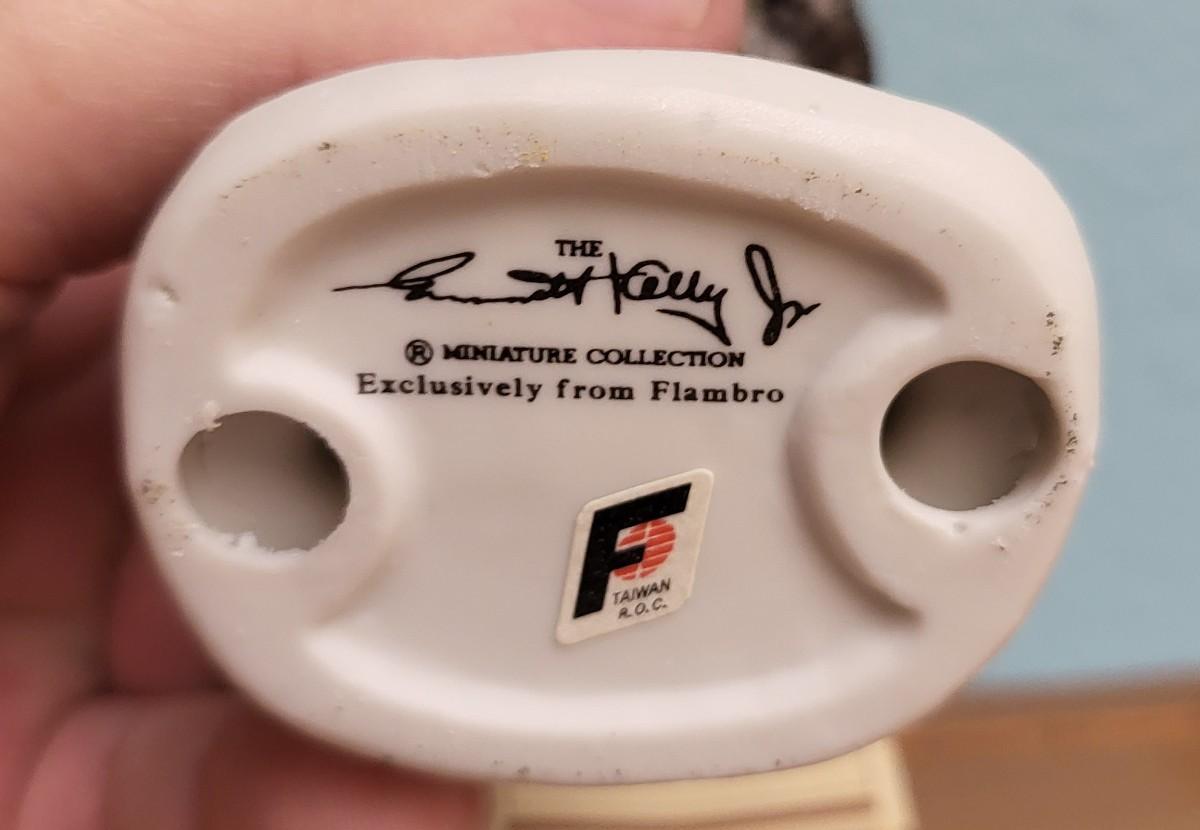 THE
Emmett Kelly Jr
® MINIATURE COLLECTION
Exclusively from Flambro
F
TAIWAN
R.O.C.